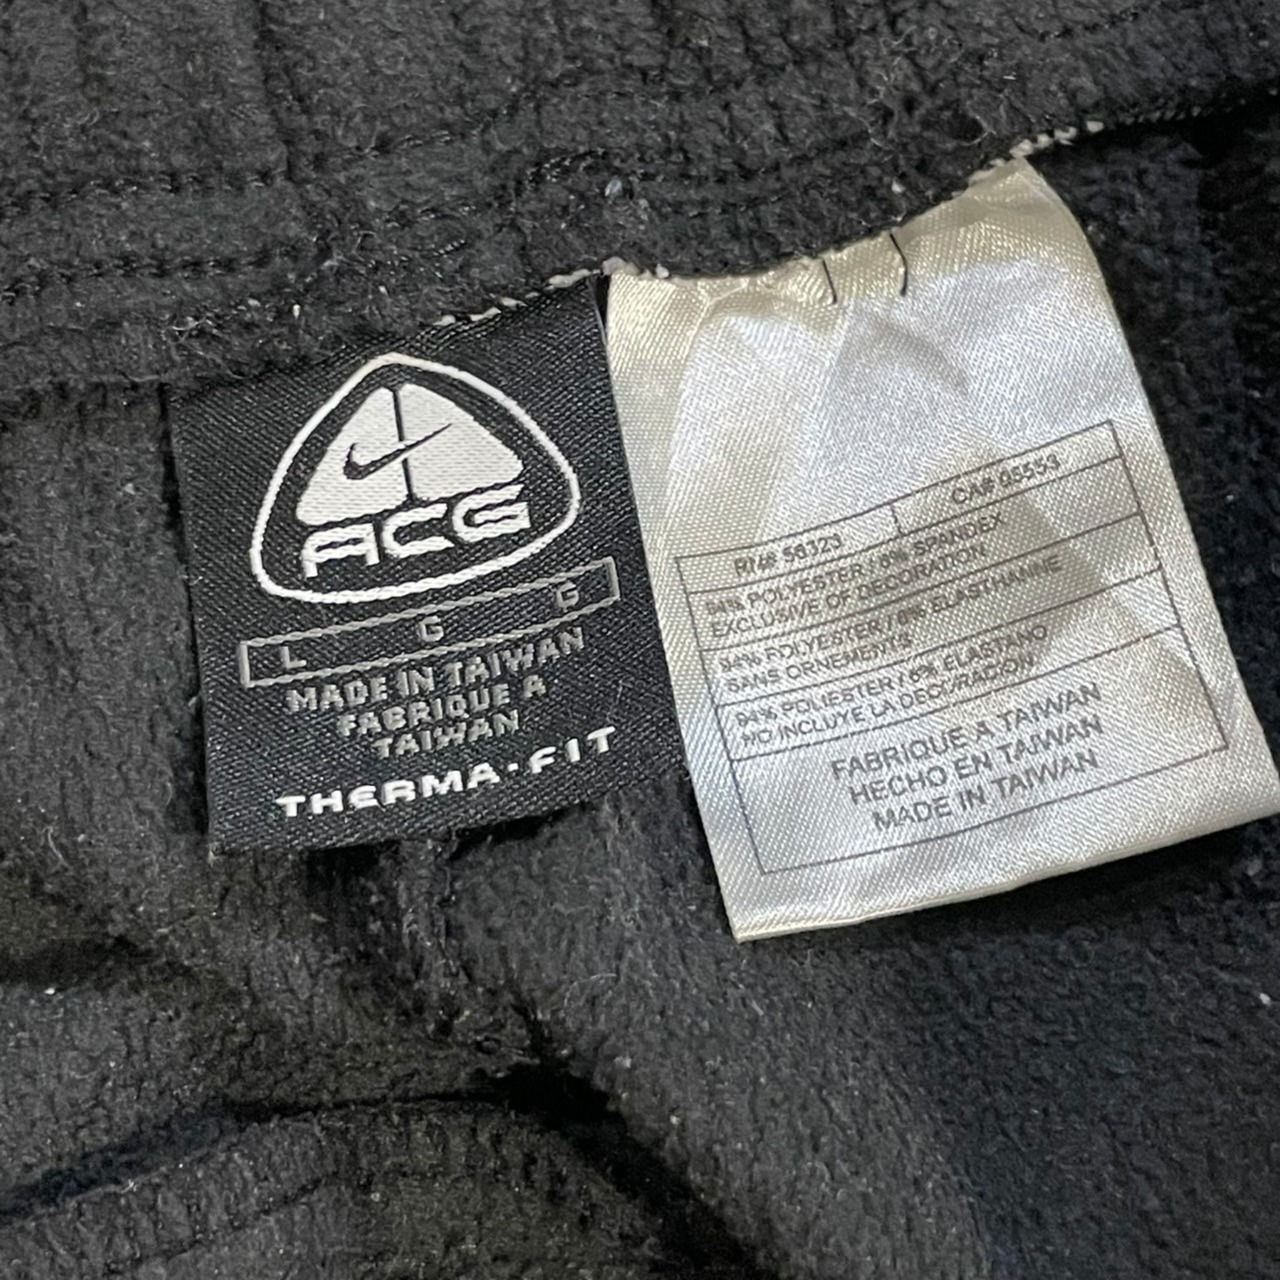 ACG
L G G
MADE IN TAIWAN
FABRIQUE A
TAIWAN
THERMA·FIT
RN# 56323 CA# 05553
94% POLYESTER / 6% SPANDEX
EXCLUSIVE OF DECORATION
94% POLYESTER / 6% ELASTHANNE
SANS ORNEMENTS
94% POLIESTER / 6% ELASTANO
NO INCLUYE LA DECORACION
FABRIQUE A TAIWAN
HECHO EN TAIWAN
MADE IN TAIWAN